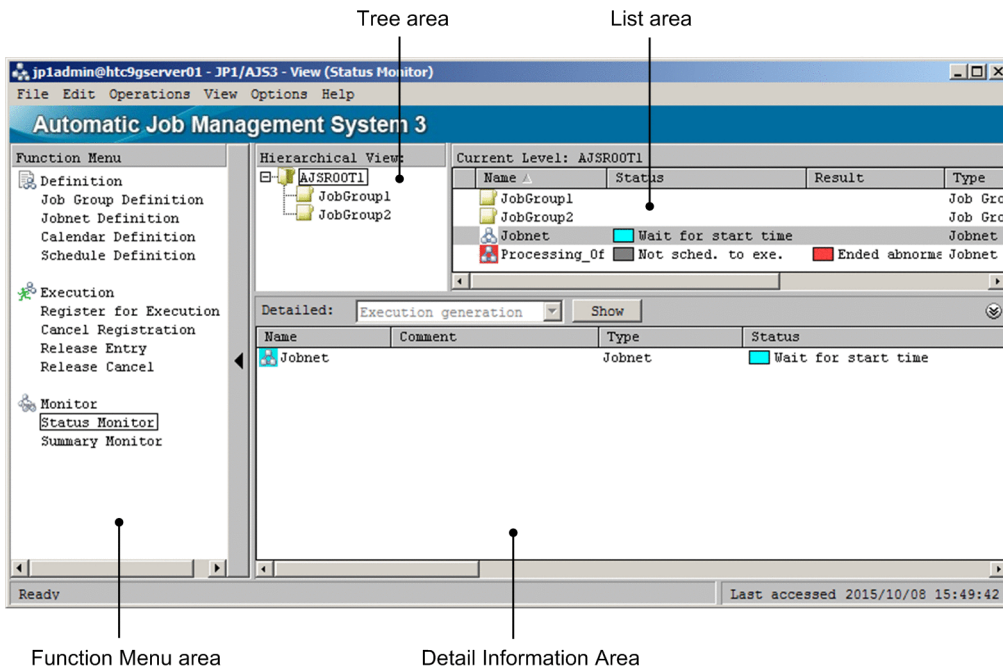 Tree area
List area
jp1admin@htc9gserver01 - JP1/AJS3 - View (Status Monitor)
File Edit Operations View Options Help
Automatic Job Management System 3
Function Menu
Definition
Job Group Definition
Jobnet Definition
Calendar Definition
Schedule Definition
Execution
Register for Execution
Cancel Registration
Release Entry
Release Cancel
Monitor
Status Monitor
Summary Monitor
Hierarchical View:
AJSROOT1
JobGroup1
JobGroup2
Current Level: AJSROOT1
Name Status Result Type
JobGroup1 Job Gro
JobGroup2 Job Gro
Jobnet Wait for start time Jobnet
Processing_Of Not sched. to exe. Ended abnorma Jobnet
Detailed: Execution generation Show
Name Comment Type Status
Jobnet Jobnet Wait for start time
Ready
Last accessed 2015/10/08 15:49:42
Function Menu area
Detail Information Area